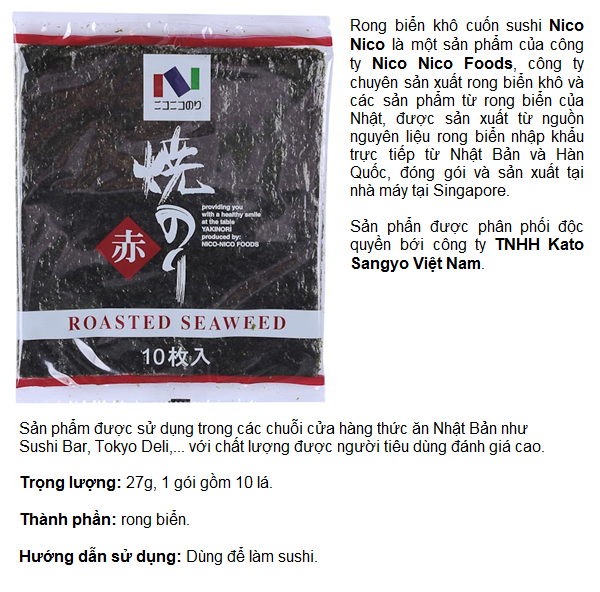 ニコニコのり
焼のり
providing you
with a healthy smile
at the table
YAKINORI
produced by:
NICO-NICO FOODS
赤
ROASTED SEAWEED
10枚入
Rong biển khô cuốn sushi Nico
Nico là một sản phẩm của công
ty Nico Nico Foods, công ty
chuyên sản xuất rong biển khô và
các sản phẩm từ rong biển của
Nhật, được sản xuất từ nguồn
nguyên liệu rong biển nhập khẩu
trực tiếp từ Nhật Bản và Hàn
Quốc, đóng gói và sản xuất tại
nhà máy tại Singapore.
Sản phẩn được phân phối độc
quyền bới công ty TNHH Kato
Sangyo Việt Nam.
Sản phẩm được sử dụng trong các chuỗi cửa hàng thức ăn Nhật Bản như
Sushi Bar, Tokyo Deli,... với chất lượng được người tiêu dùng đánh giá cao.
Trọng lượng: 27g, 1 gói gồm 10 lá.
Thành phần: rong biển.
Hướng dẫn sử dụng: Dùng để làm sushi.